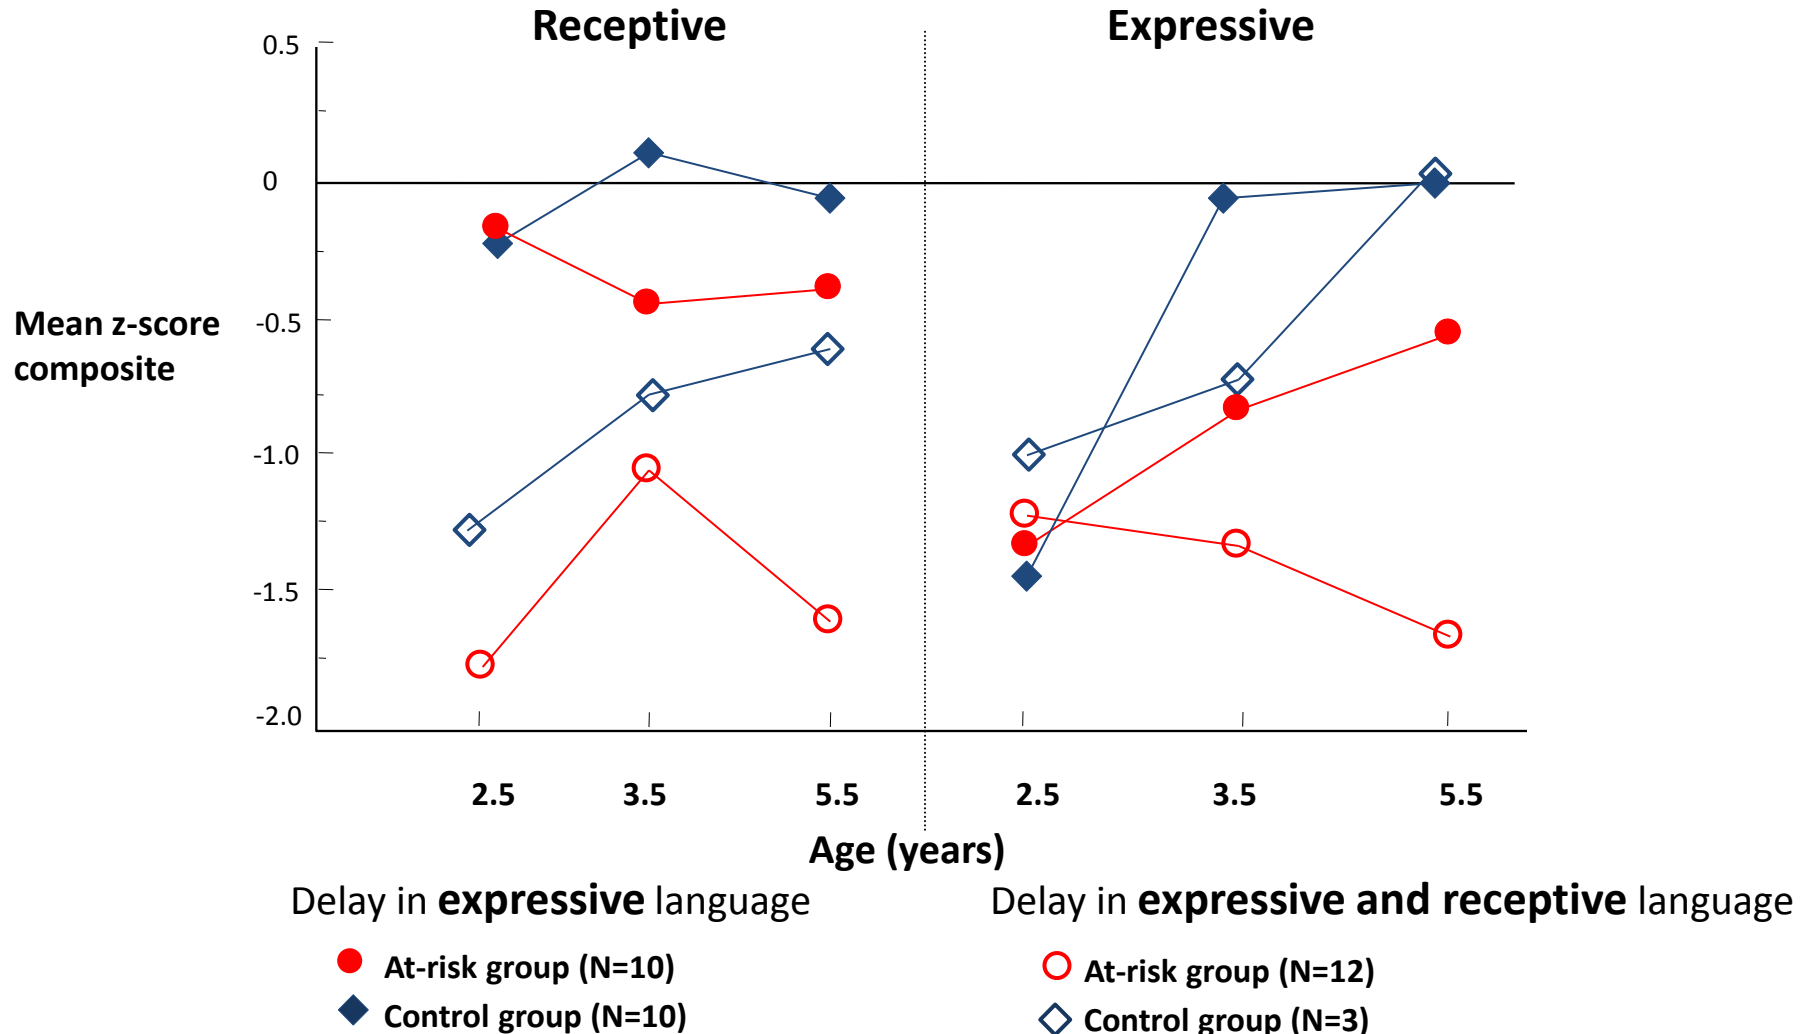 Receptive
Expressive
0.5
0
-0.5
-1.0
-1.5
-2.0
Mean z-score
composite
2.5 3.5 5.5 2.5 3.5 5.5
Age (years)
Delay in expressive language
At-risk group (N=10)
Control group (N=10)
Delay in expressive and receptive language
At-risk group (N=12)
Control group (N=3)